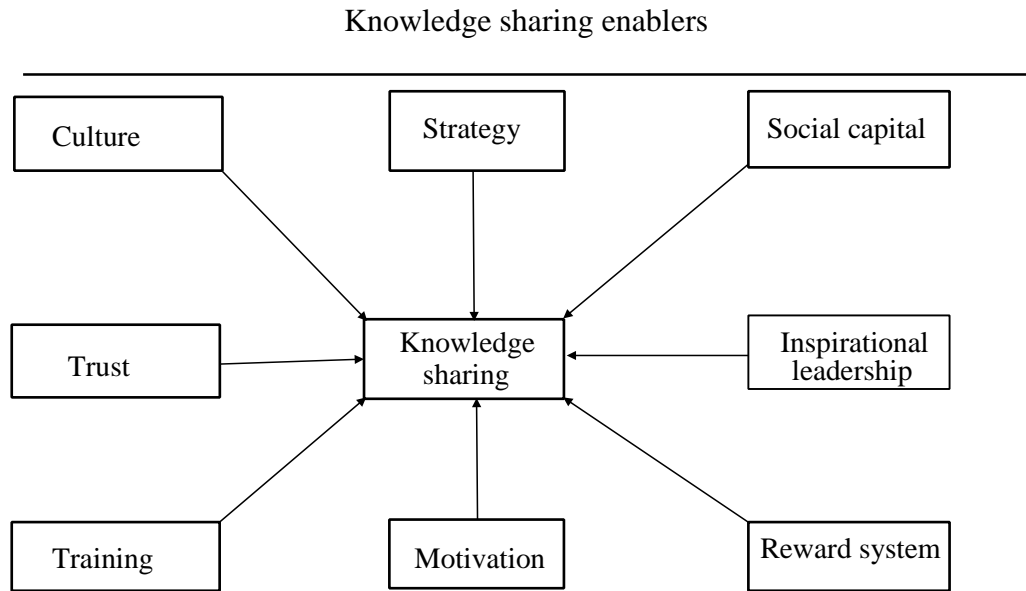 Knowledge sharing enablers
Culture
Strategy
Social capital
Trust
Knowledge
sharing
Inspirational
leadership
Training
Motivation
Reward system